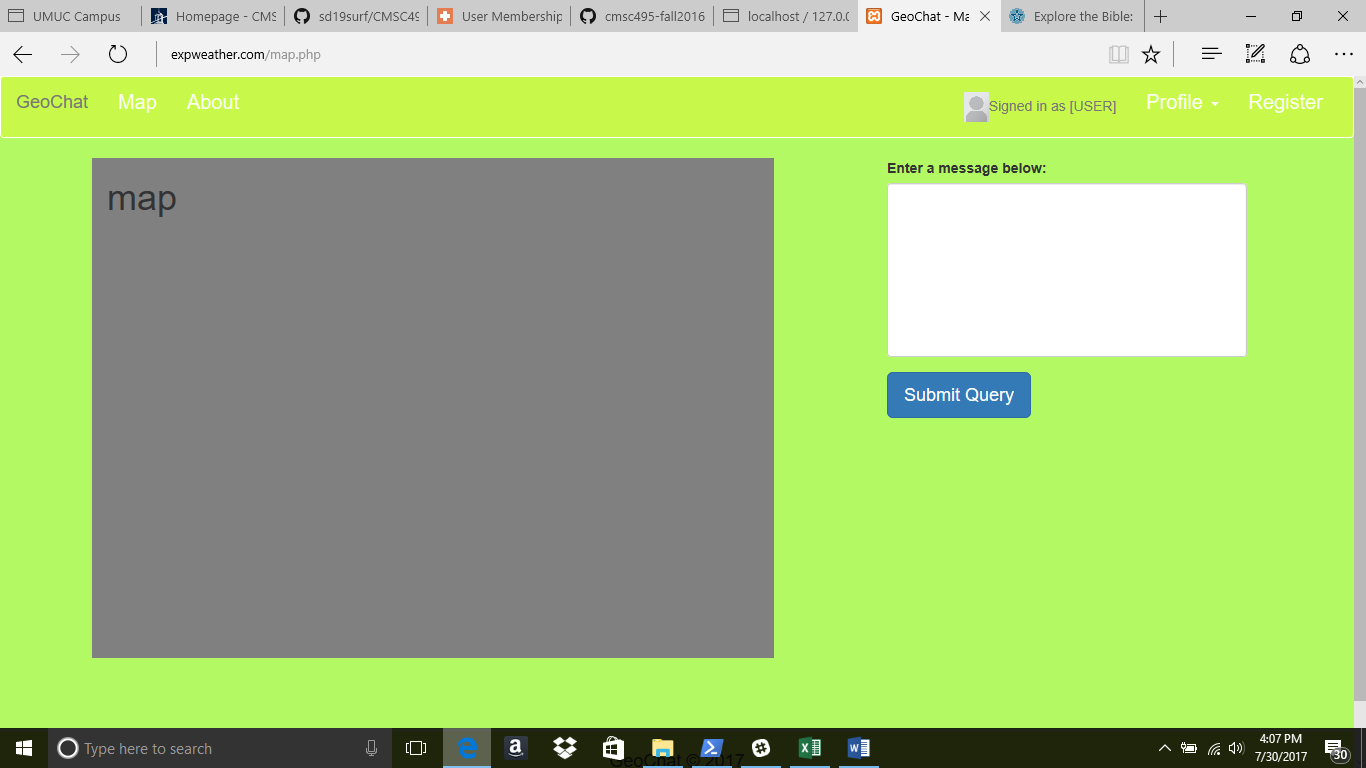 UMUC Campus
Homepage - CMS
sd19surf/CMSC49
User Membership
cmsc495-fall2016
localhost / 127.0.0
GeoChat - Ma
Explore the Bible:
expweather.com/map.php
GeoChat Map About Signed in as [USER] Profile Register
map
Enter a message below:
Submit Query
Type here to search
GeoChat © 2017
4:07 PM
7/30/2017
30